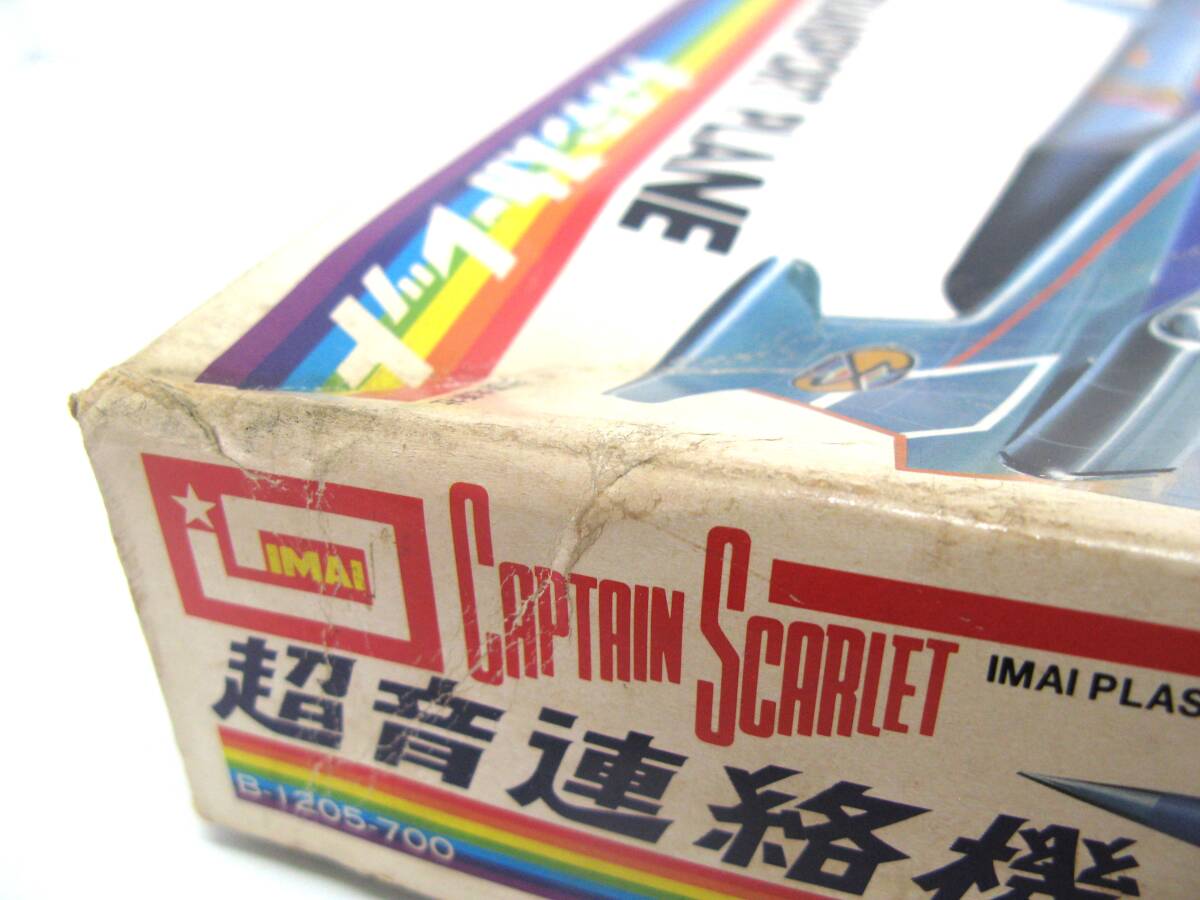 PLANE
IMAI
CAPTAIN SCARLET
IMAI PLAS
超音連絡機
B-1205-700